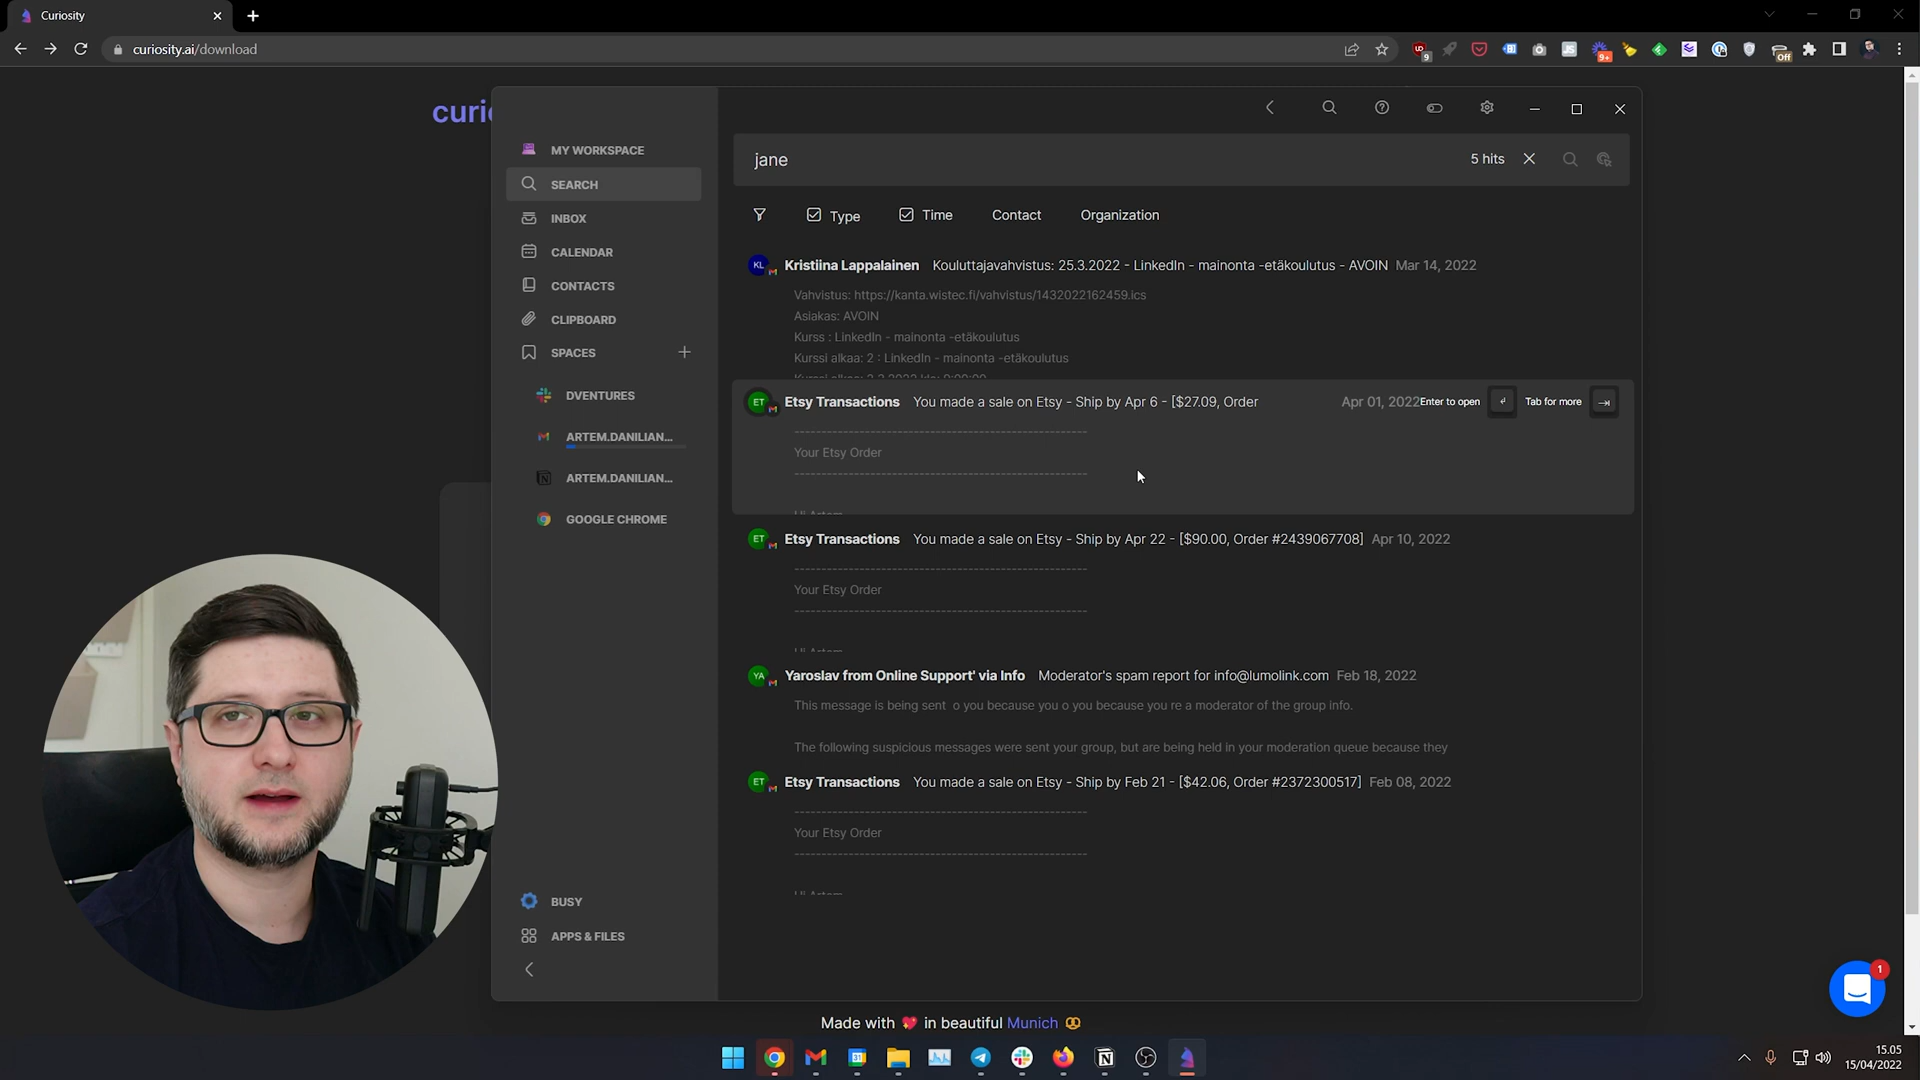 Curiosity
curiosity.ai/download
9
9+
Off
curi
MY WORKSPACE
SEARCH
INBOX
CALENDAR
CONTACTS
CLIPBOARD
SPACES
DVENTURES
ARTEM.DANILIAN...
ARTEM.DANILIAN...
GOOGLE CHROME
BUSY
APPS & FILES
jane
5 hits
Type Time Contact Organization
KL Kristiina Lappalainen Kouluttajavahvistus: 25.3.2022 - LinkedIn - mainonta -etäkoulutus - AVOIN Mar 14, 2022
Vahvistus: https://kanta.wistec.fi/vahvistus/1432022162459.ics
Asiakas: AVOIN
Kurss : LinkedIn - mainonta -etäkoulutus
Kurssi alkaa: 2 : LinkedIn - mainonta -etäkoulutus
ET Etsy Transactions You made a sale on Etsy - Ship by Apr 6 - [$27.09, Order Apr 01, 2022 Enter to open Tab for more
------------------------------------------------------
Your Etsy Order
------------------------------------------------------
ET Etsy Transactions You made a sale on Etsy - Ship by Apr 22 - [$90.00, Order #2439067708] Apr 10, 2022
------------------------------------------------------
Your Etsy Order
------------------------------------------------------
YA Yaroslav from Online Support' via Info Moderator's spam report for info@lumolink.com Feb 18, 2022
This message is being sent o you because you o you because you re a moderator of the group info.
The following suspicious messages were sent your group, but are being held in your moderation queue because they
ET Etsy Transactions You made a sale on Etsy - Ship by Feb 21 - [$42.06, Order #2372300517] Feb 08, 2022
------------------------------------------------------
Your Etsy Order
------------------------------------------------------
1
Made with 💖 in beautiful Munich 🥨
31
15.05
15/04/2022